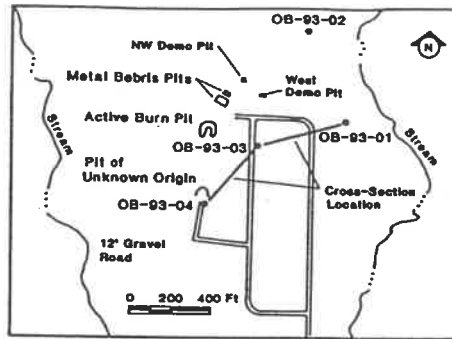 OB-93-02
N
NW Demo Pit
Metal Debris Pits
West
Demo Pit
Active Burn Pit
OB-93-01
OB-93-03
Stream
Stream
Pit of
Unknown Origin
Cross-Section
Location
OB-93-04
12' Gravel
Road
0 200 400 Ft